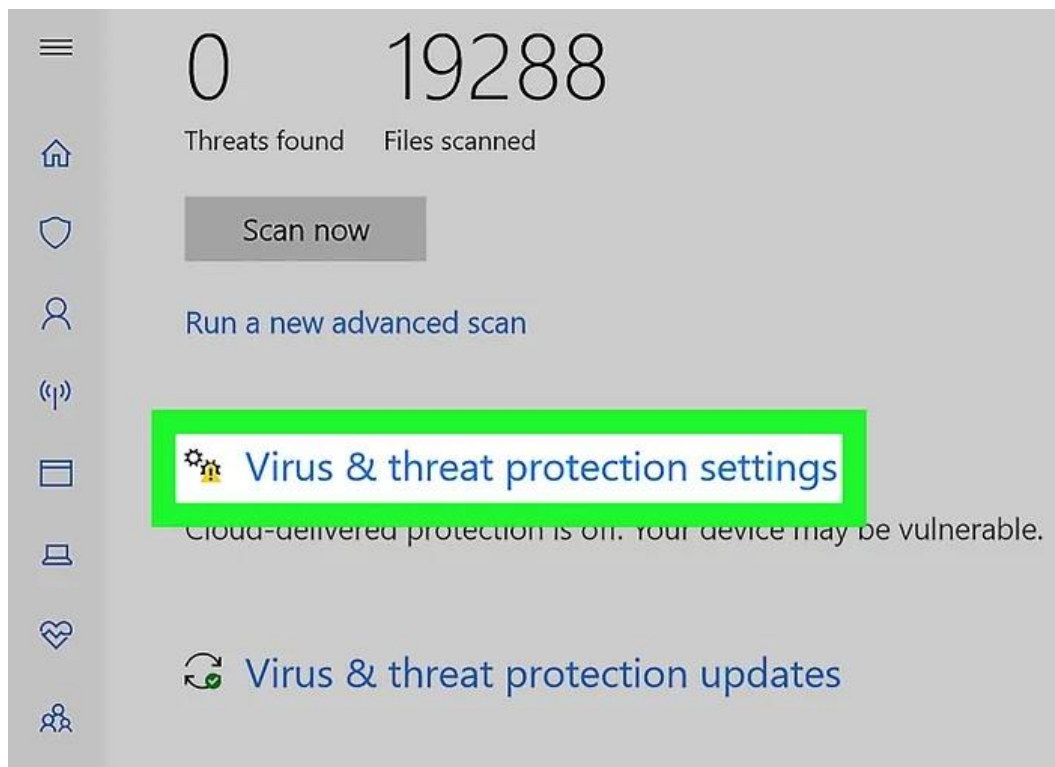 0 19288
Threats found Files scanned
Scan now
Run a new advanced scan
Virus & threat protection settings
Cloud-delivered protection is off. Your device may be vulnerable.
Virus & threat protection updates